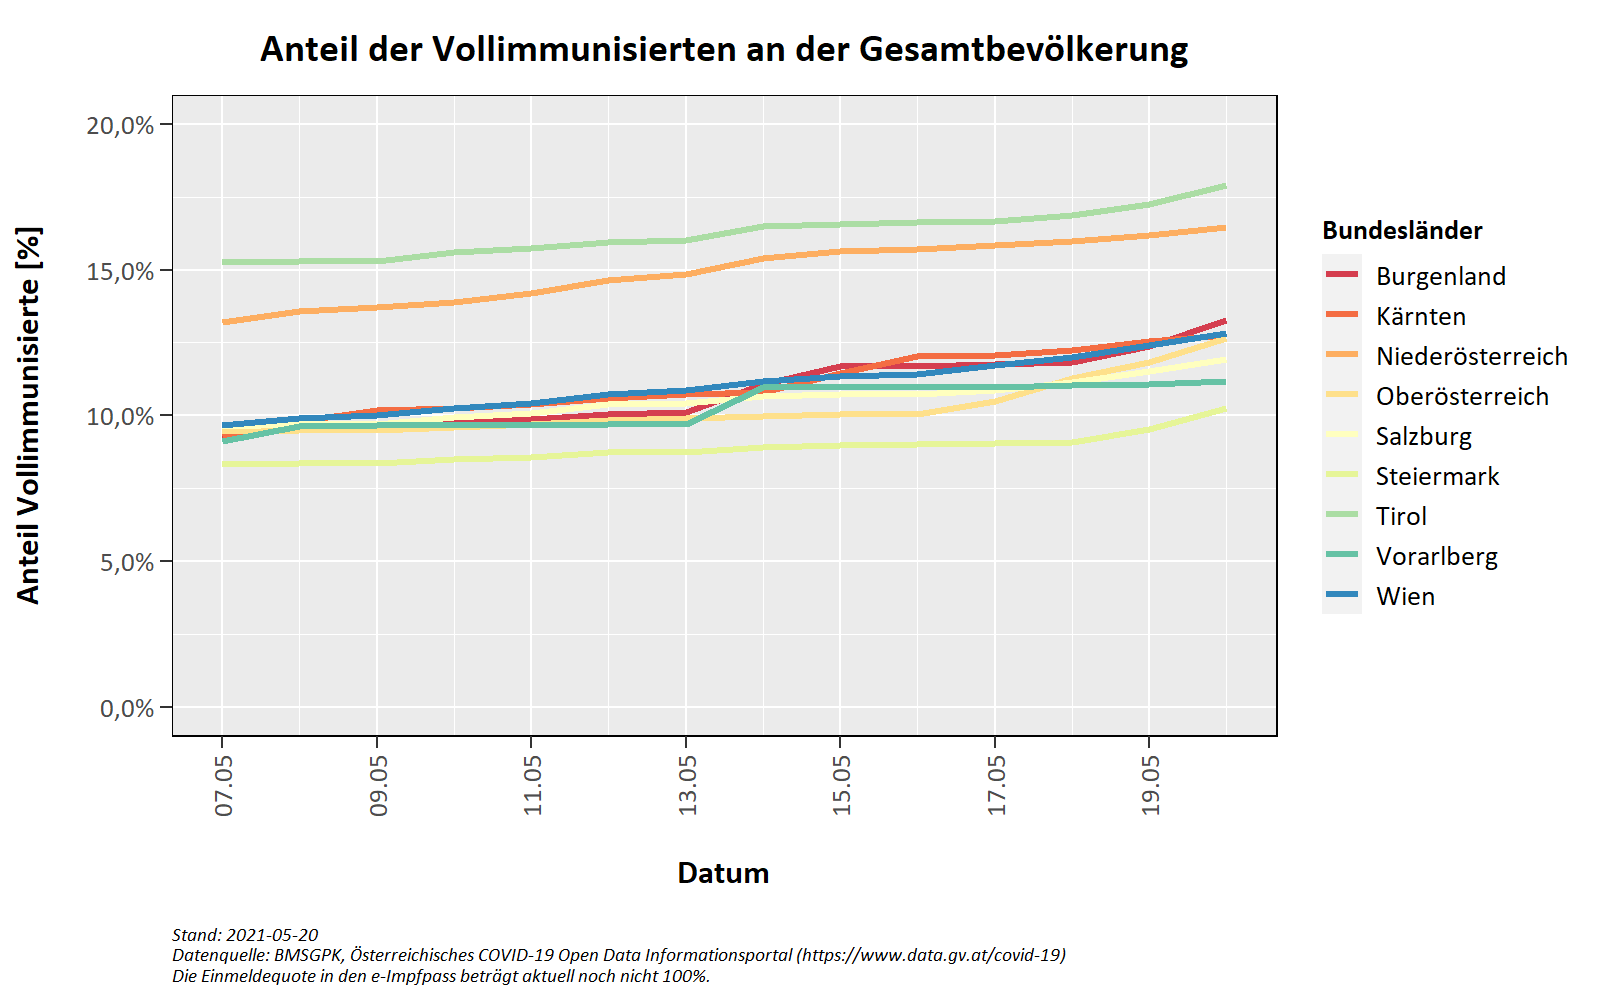 Anteil der Vollimmunisierten an der Gesamtbevölkerung
Anteil Vollimmunisierte [%]
20,0%
15,0%
10,0%
5,0%
0,0%
07.05
09.05
11.05
13.05
15.05
17.05
19.05
Datum
Bundesländer
Burgenland
Kärnten
Niederösterreich
Oberösterreich
Salzburg
Steiermark
Tirol
Vorarlberg
Wien
Stand: 2021-05-20
Datenquelle: BMSGPK, Österreichisches COVID-19 Open Data Informationsportal (https://www.data.gv.at/covid-19)
Die Einmeldequote in den e-Impfpass beträgt aktuell noch nicht 100%.